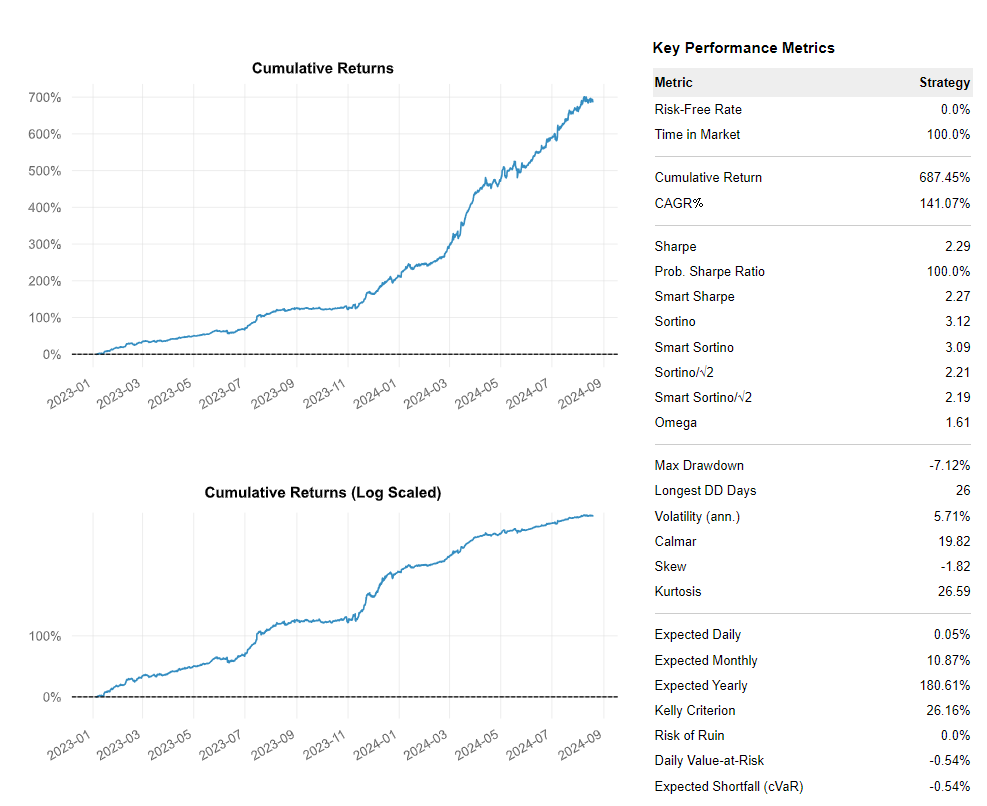 Cumulative Returns
700%
600%
500%
400%
300%
200%
100%
0%
2023-01
2023-03
2023-05
2023-07
2023-09
2023-11
2024-01
2024-03
2024-05
2024-07
2024-09
Cumulative Returns (Log Scaled)
100%
0%
2023-01
2023-03
2023-05
2023-07
2023-09
2023-11
2024-01
2024-03
2024-05
2024-07
2024-09
Key Performance Metrics
Metric Strategy
Risk-Free Rate 0.0%
Time in Market 100.0%
Cumulative Return 687.45%
CAGR% 141.07%
Sharpe 2.29
Prob. Sharpe Ratio 100.0%
Smart Sharpe 2.27
Sortino 3.12
Smart Sortino 3.09
Sortino/√2 2.21
Smart Sortino/√2 2.19
Omega 1.61
Max Drawdown -7.12%
Longest DD Days 26
Volatility (ann.) 5.71%
Calmar 19.82
Skew -1.82
Kurtosis 26.59
Expected Daily 0.05%
Expected Monthly 10.87%
Expected Yearly 180.61%
Kelly Criterion 26.16%
Risk of Ruin 0.0%
Daily Value-at-Risk -0.54%
Expected Shortfall (cVaR) -0.54%